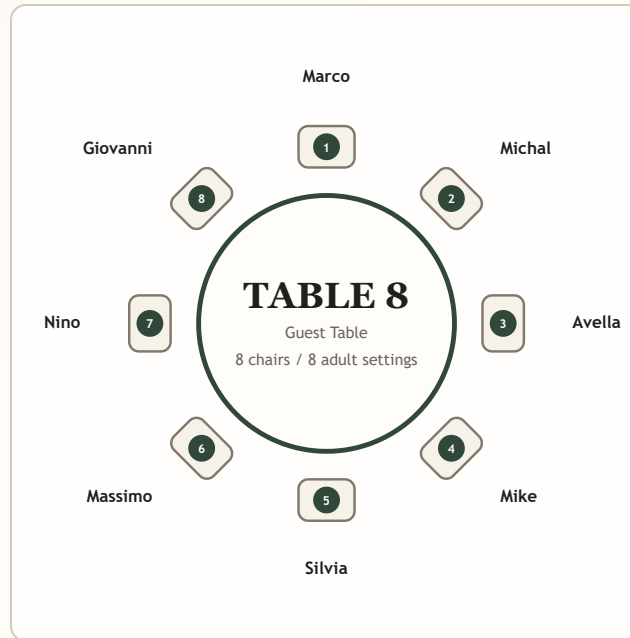 Marco
1
Giovanni
Michal
8
2
TABLE 8
Guest Table
8 chairs / 8 adult settings
Nino
7
3
Avella
6
4
Massimo
5
Mike
Silvia